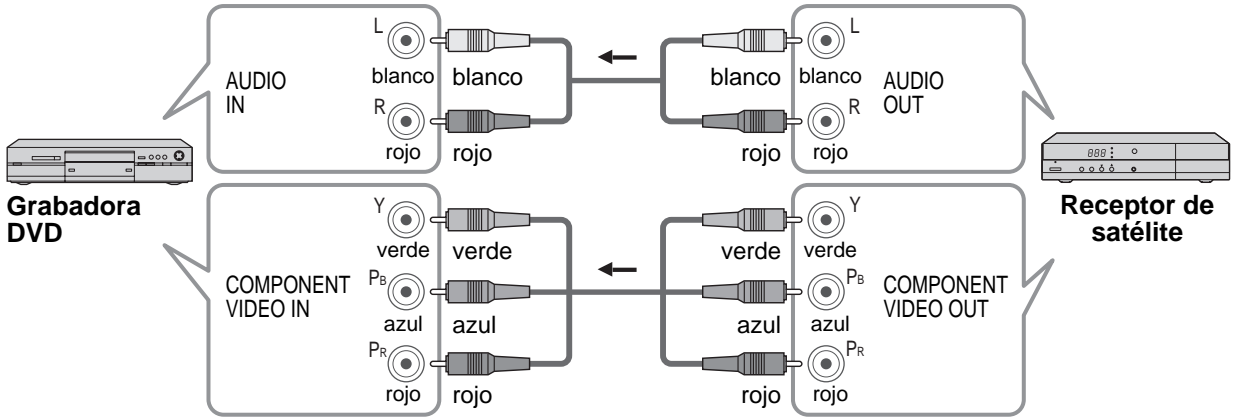 L
blanco
blanco
AUDIO
IN
R
rojo
rojo
blanco
blanco
L
AUDIO
OUT
R
rojo
rojo
Grabadora
DVD
888
Receptor de
satélite
Y
verde
verde
COMPONENT
VIDEO IN
PB
azul
azul
PR
rojo
rojo
verde
verde
Y
COMPONENT
VIDEO OUT
PB
azul
azul
PR
rojo
rojo